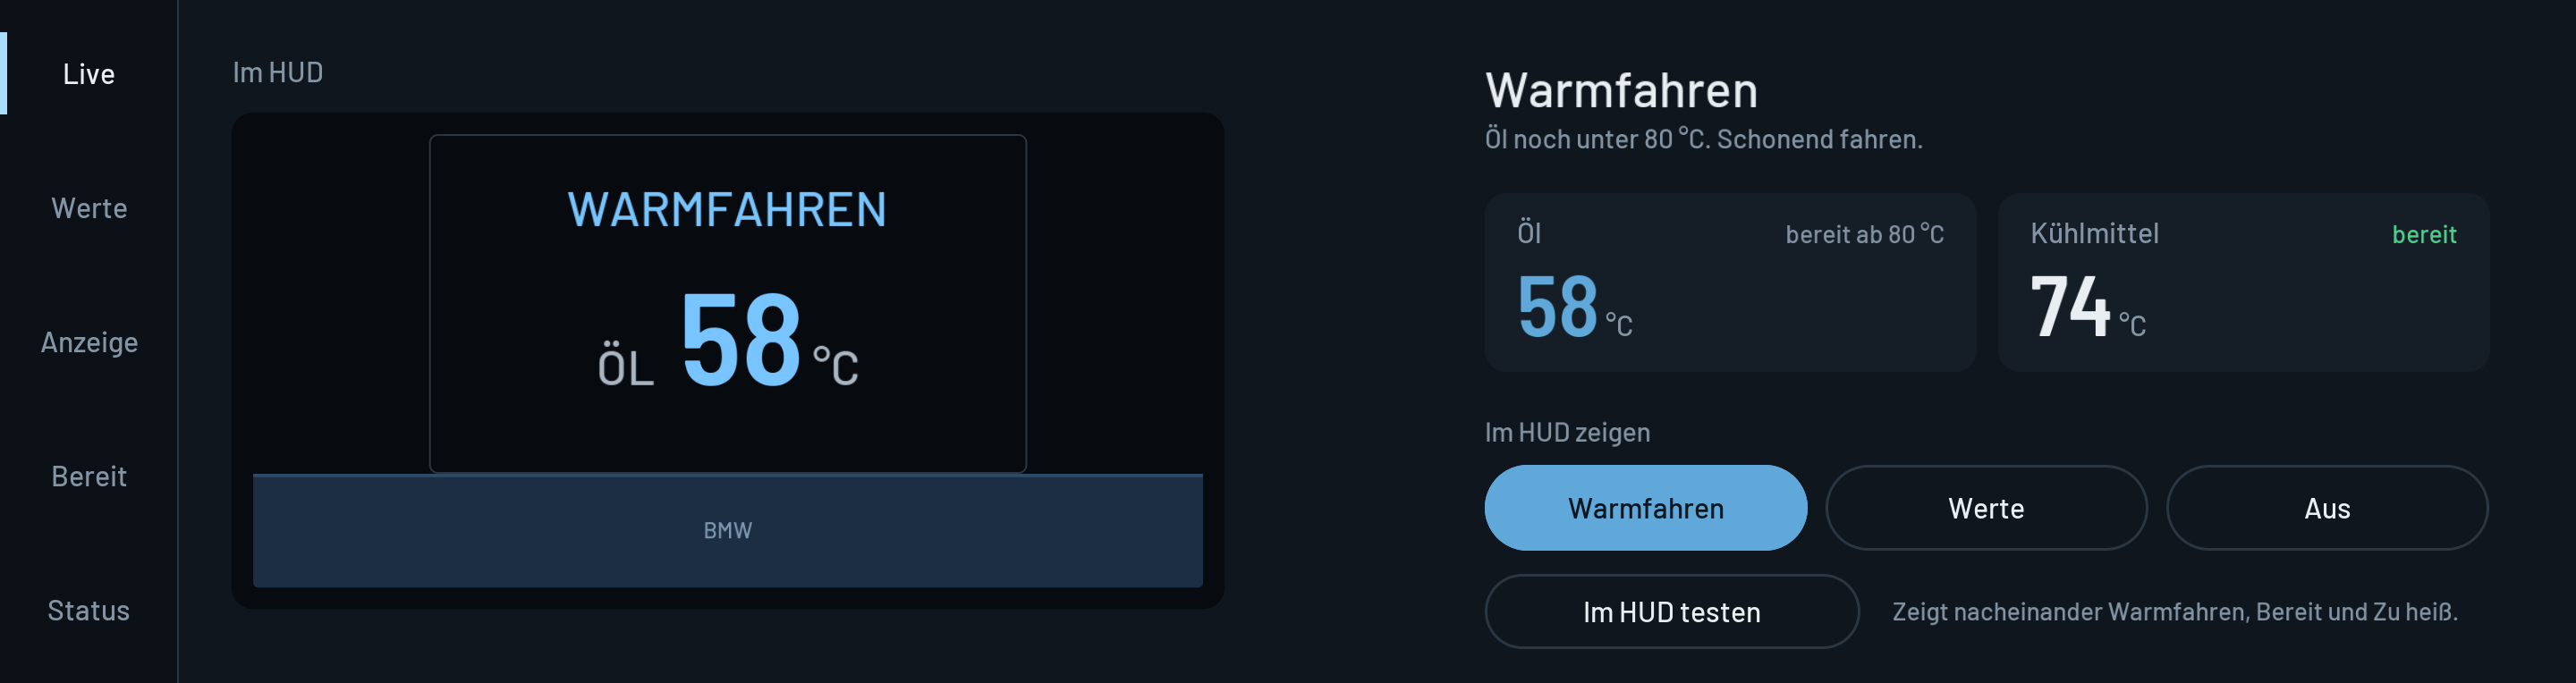 Live
Werte
Anzeige
Bereit
Status
Im HUD
WARMFAHREN
ÖL 58 °C
BMW
Warmfahren
Öl noch unter 80 °C. Schonend fahren.
Öl bereit ab 80 °C
58 °C
Kühlmittel bereit
74 °C
Im HUD zeigen
Warmfahren Werte Aus
Im HUD testen Zeigt nacheinander Warmfahren, Bereit und Zu heiß.